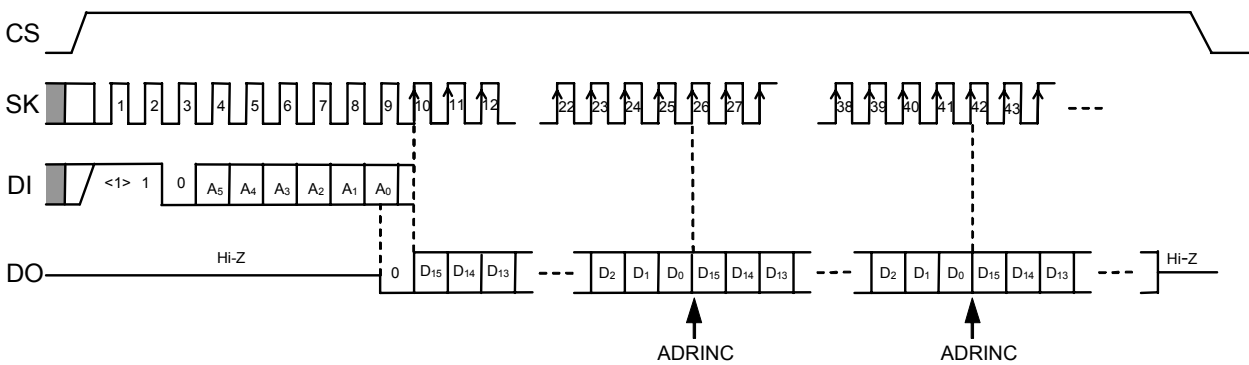 CS
SK 1 2 3 4 5 6 7 8 9 10 11 12 22 23 24 25 26 27 38 39 40 41 42 43
DI <1> 1 0 A5 A4 A3 A2 A1 A0
DO Hi-Z 0 D15 D14 D13 D2 D1 D0 D15 D14 D13 D2 D1 D0 D15 D14 D13 Hi-Z
ADRINC ADRINC